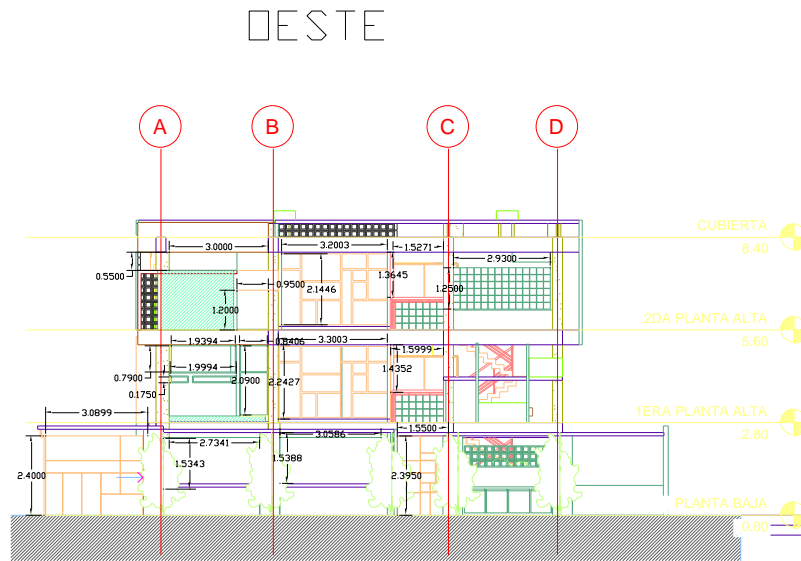 OESTE
A B C D
CUBIERTA
8.40
3.0000 3.2003 1.5271
2.9300
0.5500
1.3645
0.9500 2.1446 1.2500
1.2000
2DA PLANTA ALTA
5.60
1.9394 0.8406 3.3003
1.5999
1.9994 2.0900 2.2427 1.4352
0.7900
0.1750
1ERA PLANTA ALTA
2.80
3.0899 3.0586 1.5500
2.7341
1.5343 1.5388
2.4000 2.3950
PLANTA BAJA
0.00